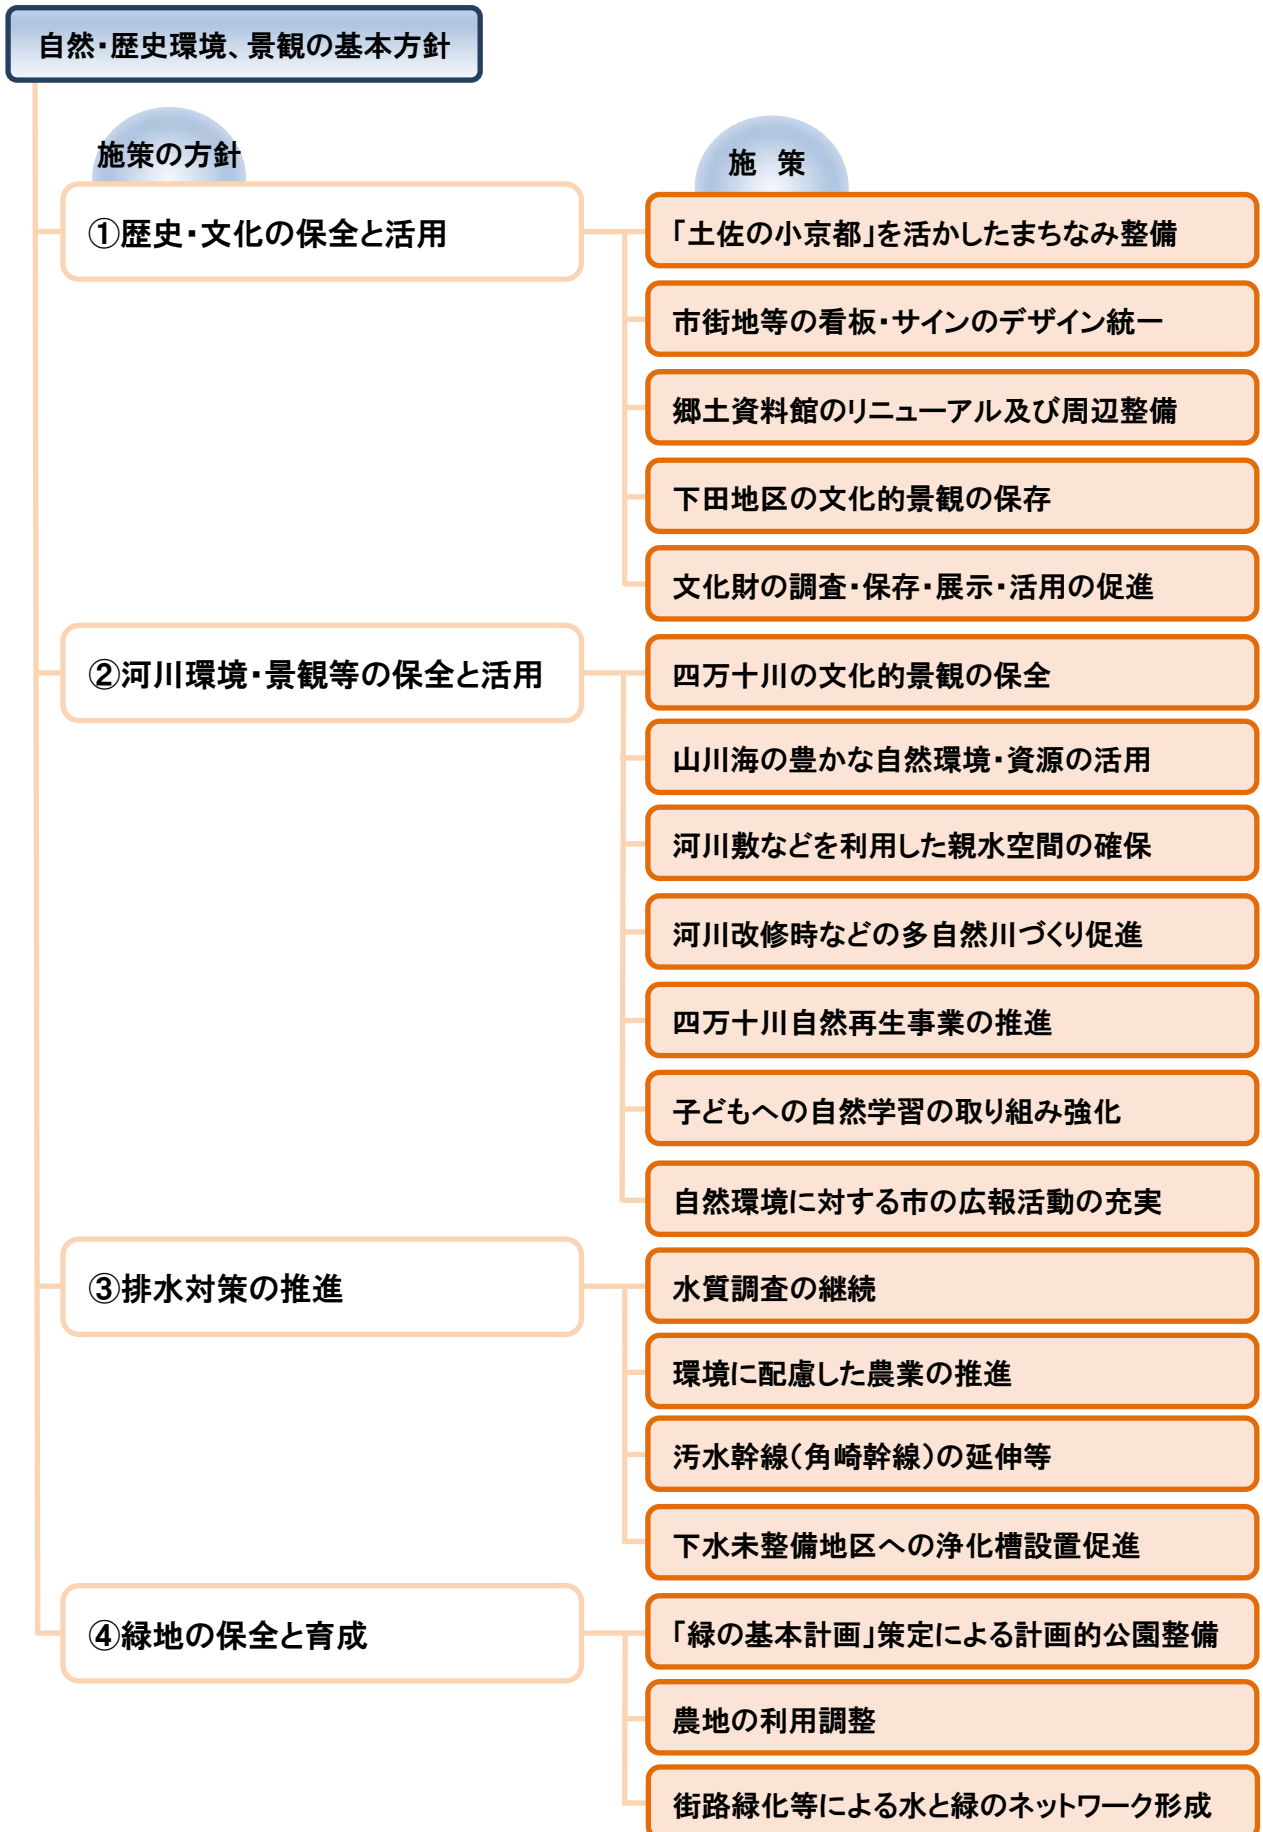 自然・歴史環境、景観の基本方針
施策の方針
施 策
①歴史・文化の保全と活用
「土佐の小京都」を活かしたまちなみ整備
市街地等の看板・サインのデザイン統一
郷土資料館のリニューアル及び周辺整備
下田地区の文化的景観の保存
文化財の調査・保存・展示・活用の促進
②河川環境・景観等の保全と活用
四万十川の文化的景観の保全
山川海の豊かな自然環境・資源の活用
河川敷などを利用した親水空間の確保
河川改修時などの多自然川づくり促進
四万十川自然再生事業の推進
子どもへの自然学習の取り組み強化
自然環境に対する市の広報活動の充実
③排水対策の推進
水質調査の継続
環境に配慮した農業の推進
汚水幹線(角崎幹線)の延伸等
下水未整備地区への浄化槽設置促進
④緑地の保全と育成
「緑の基本計画」策定による計画的公園整備
農地の利用調整
街路緑化等による水と緑のネットワーク形成